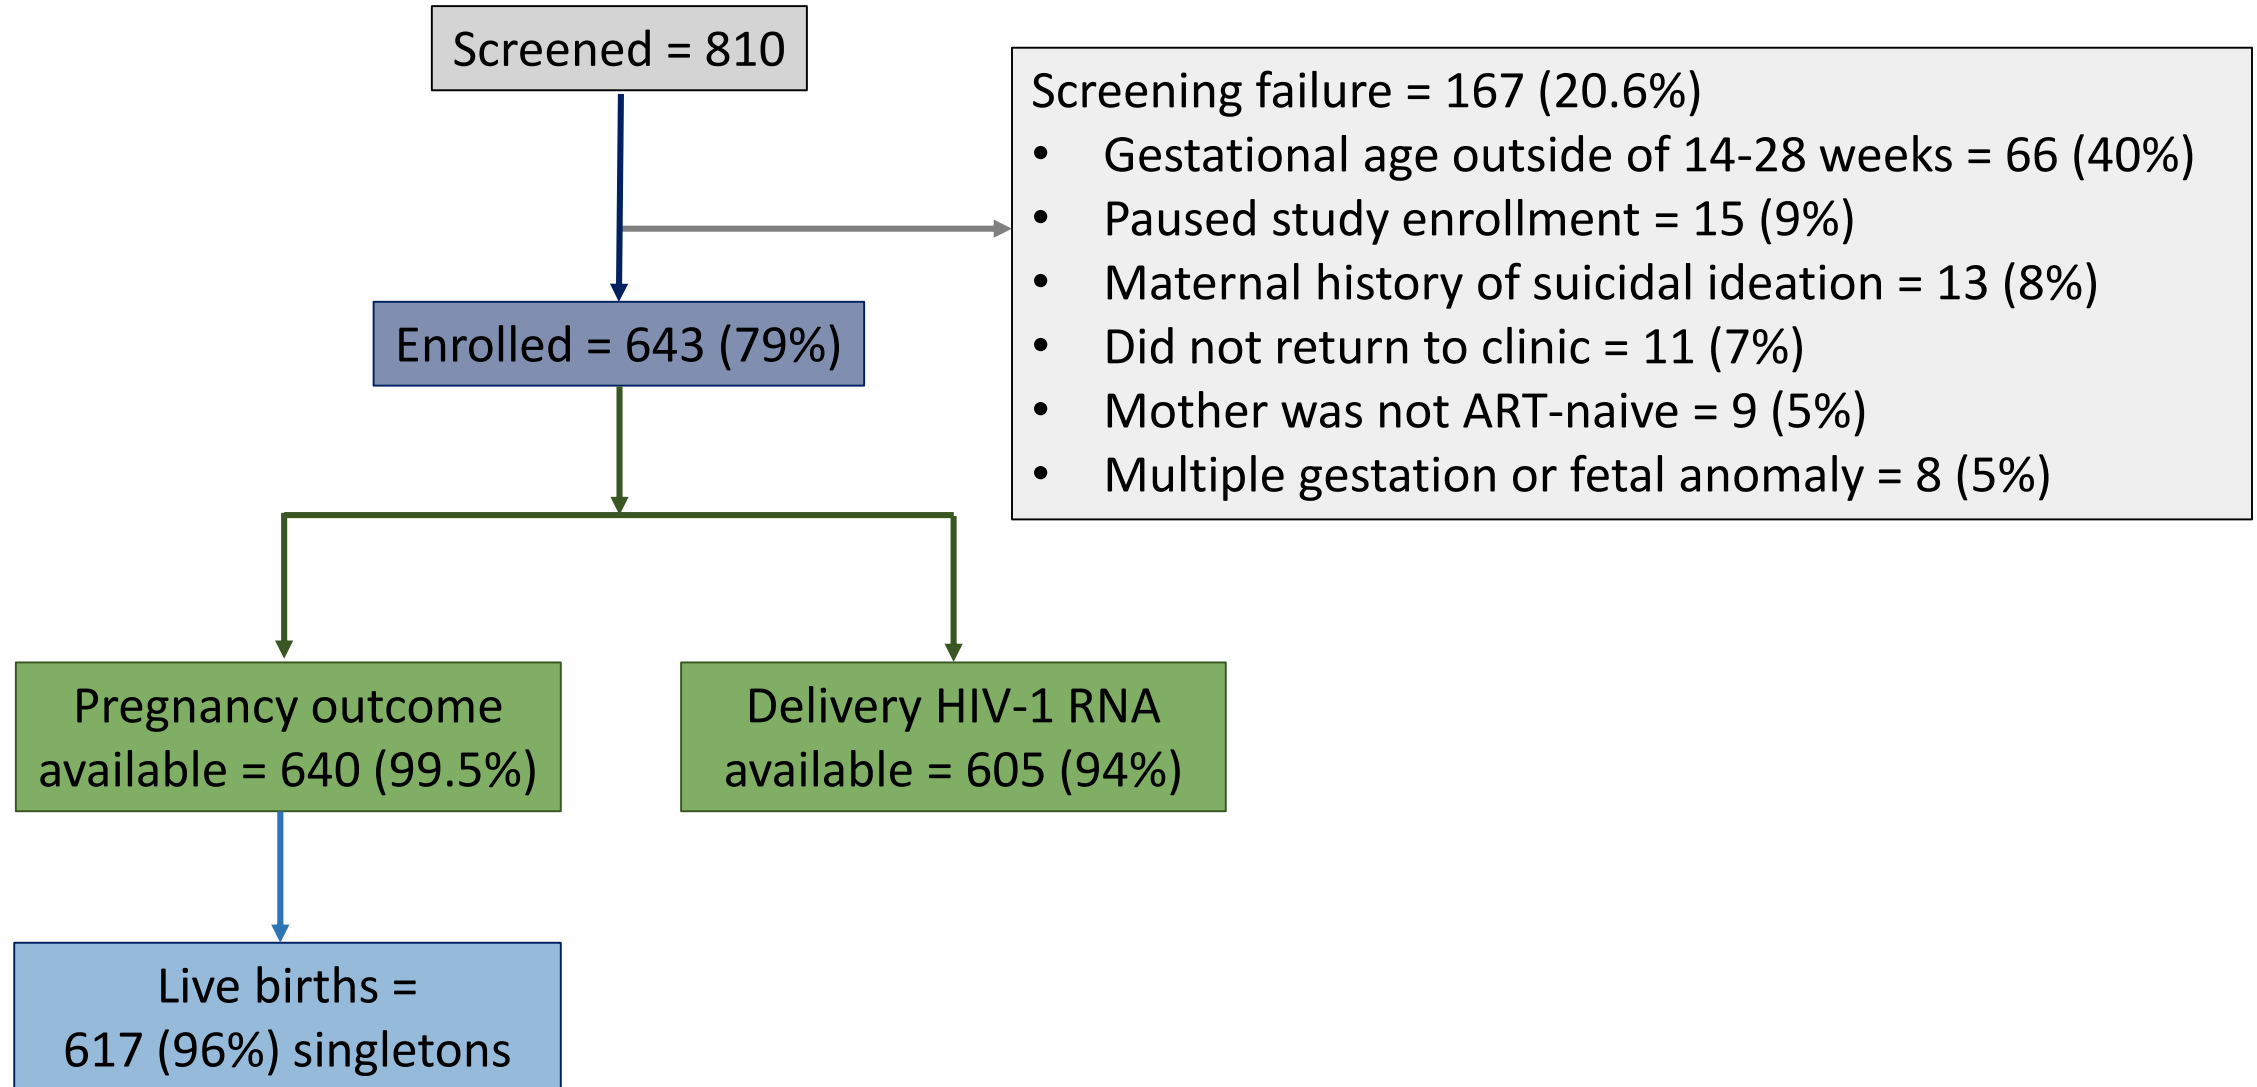 Screened = 810
Screening failure = 167 (20.6%)
• Gestational age outside of 14-28 weeks = 66 (40%)
• Paused study enrollment = 15 (9%)
• Maternal history of suicidal ideation = 13 (8%)
• Did not return to clinic = 11 (7%)
• Mother was not ART-naive = 9 (5%)
• Multiple gestation or fetal anomaly = 8 (5%)
Enrolled = 643 (79%)
Pregnancy outcome
available = 640 (99.5%)
Delivery HIV-1 RNA
available = 605 (94%)
Live births =
617 (96%) singletons